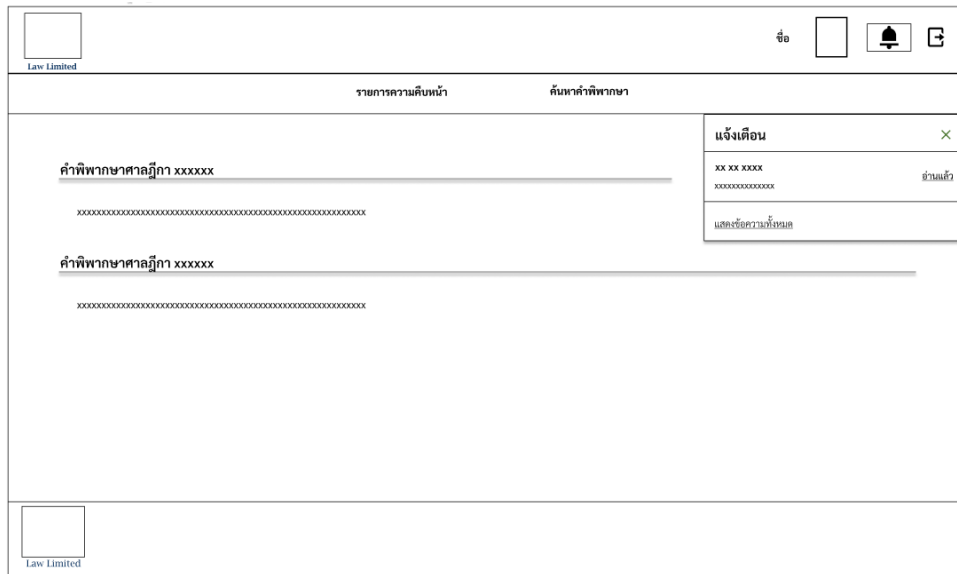 ชื่อ
Law Limited
รายการความคืบหน้า
ค้นหาคำพิพากษา
แจ้งเตือน
คำพิพากษาศาลฎีกา xxxxxx
xx xx xxxx
xxxxxxxxxxxxxx
อ่านแล้ว
xxxxxxxxxxxxxxxxxxxxxxxxxxxxxxxxxxxxxxxxxxxxxxxxxxxxxxxxxxx
แสดงข้อความทั้งหมด
คำพิพากษาศาลฎีกา xxxxxx
xxxxxxxxxxxxxxxxxxxxxxxxxxxxxxxxxxxxxxxxxxxxxxxxxxxxxxxxxxx
Law Limited